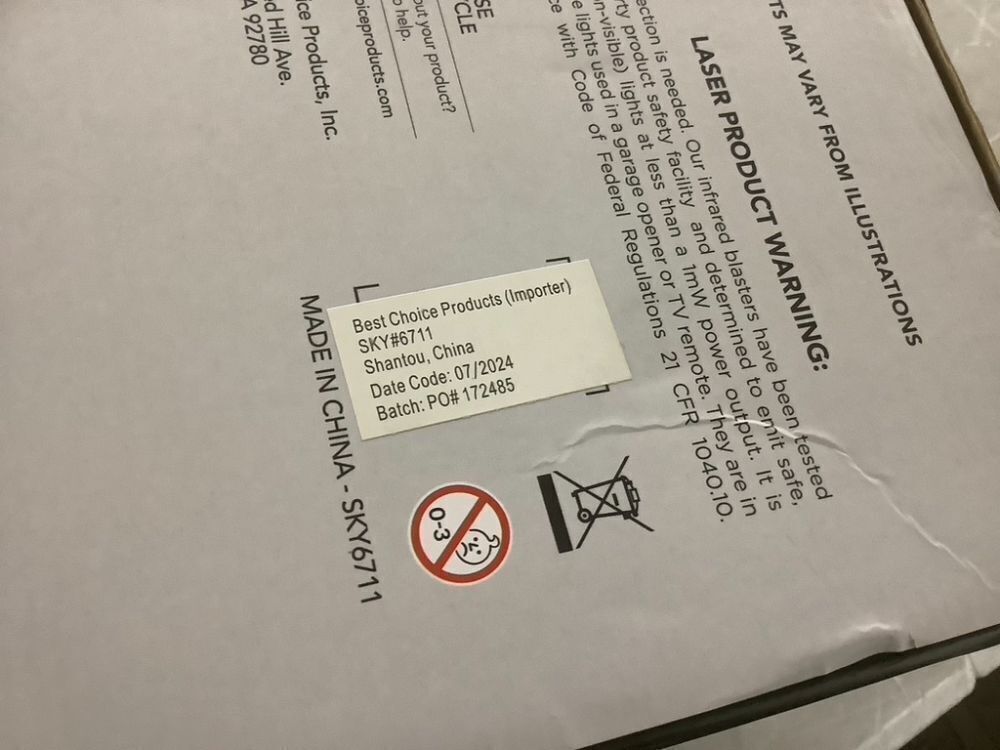 TS MAY VARY FROM ILLUSTRATIONS
LASER PRODUCT WARNING:
ection is needed. Our infrared blasters have been tested
rty product safety facility and determined to emit safe,
n-visible) lights at less than a 1mW power output. It is
e lights used in a garage opener or TV remote. They are in
ce with Code of Federal Regulations 21 CFR 1040.10.
SE
YCLE
out your product?
o help.
oiceproducts.com
ice Products, Inc.
d Hill Ave.
A 92780
Best Choice Products (Importer)
SKY#6711
Shantou, China
Date Code: 07/2024
Batch: PO# 172485
MADE IN CHINA - SKY6711
0-3